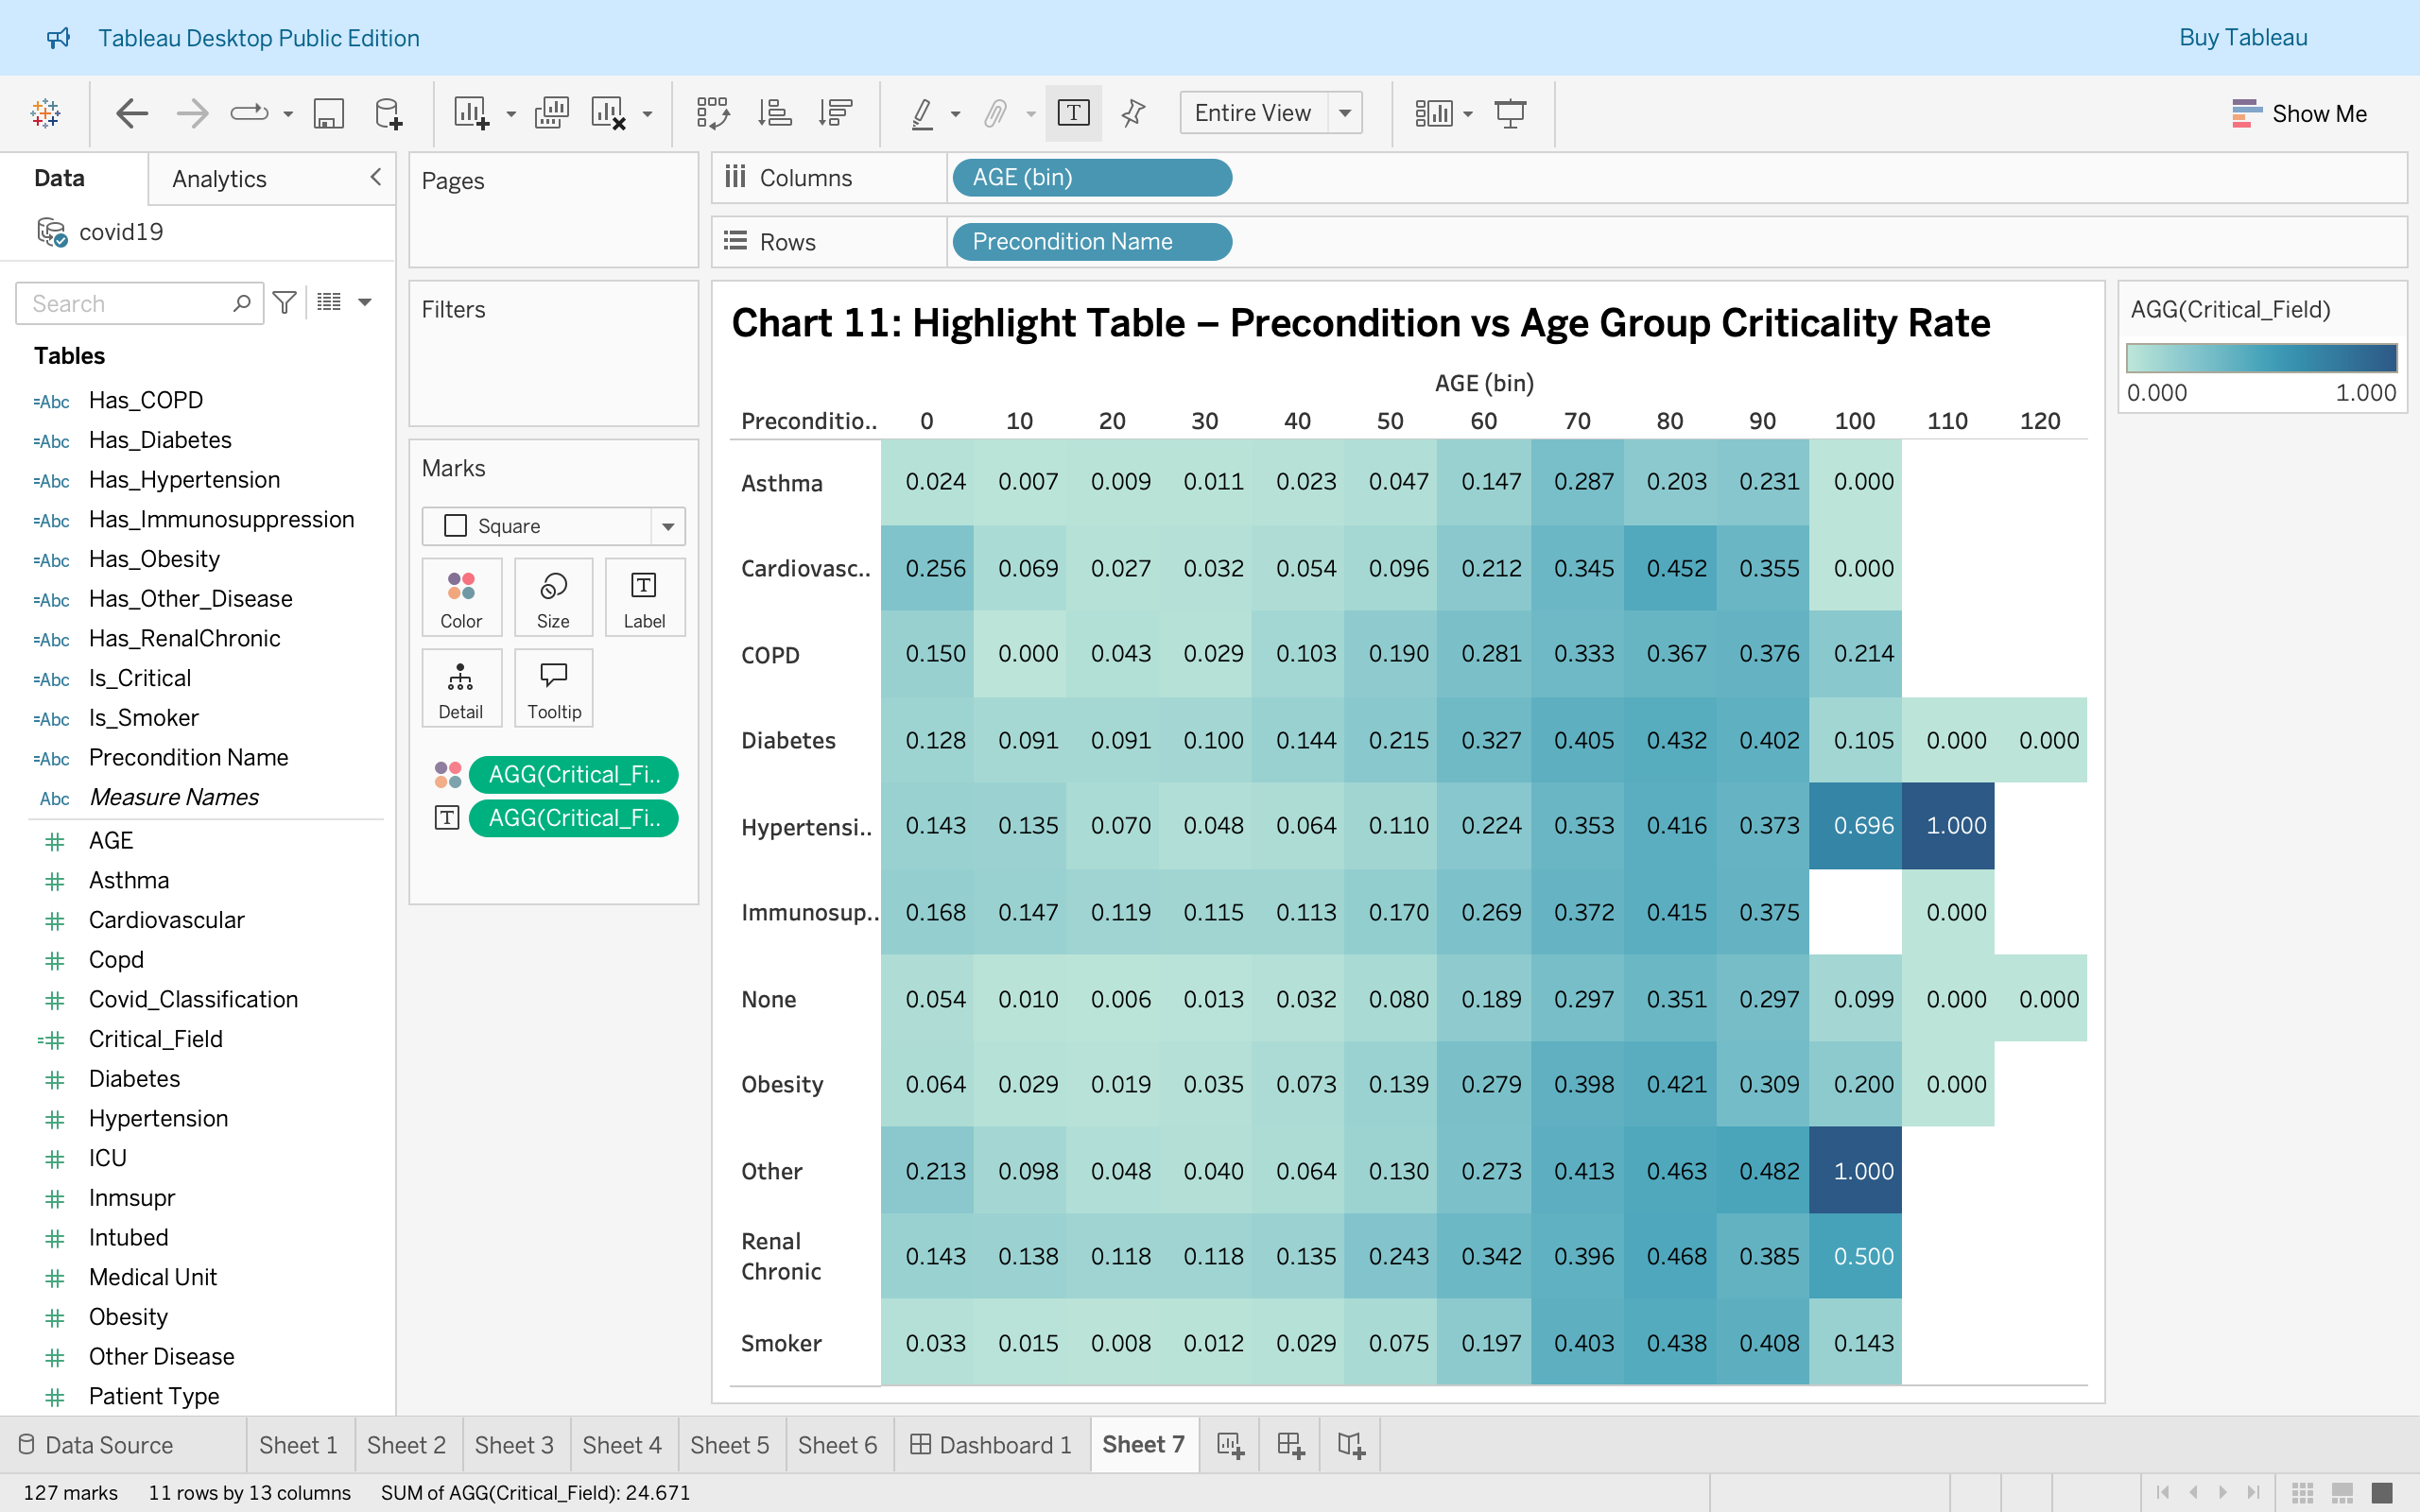 Tableau Desktop Public Edition
Buy Tableau
Entire View
Show Me
Data
Analytics
covid19
Search
Tables
=Abc Has_COPD
=Abc Has_Diabetes
=Abc Has_Hypertension
=Abc Has_Immunosuppression
=Abc Has_Obesity
=Abc Has_Other_Disease
=Abc Has_RenalChronic
=Abc Is_Critical
=Abc Is_Smoker
=Abc Precondition Name
Abc Measure Names
# AGE
# Asthma
# Cardiovascular
# Copd
# Covid_Classification
=# Critical_Field
# Diabetes
# Hypertension
# ICU
# Inmsupr
# Intubed
# Medical Unit
# Obesity
# Other Disease
# Patient Type
Pages
Filters
Marks
Square
Color Size T Label
Detail Tooltip
AGG(Critical_Fi..
T AGG(Critical_Fi..
Columns AGE (bin)
Rows Precondition Name
Chart 11: Highlight Table – Precondition vs Age Group Criticality Rate
AGE (bin)
Preconditio.. 0 10 20 30 40 50 60 70 80 90 100 110 120
Asthma 0.024 0.007 0.009 0.011 0.023 0.047 0.147 0.287 0.203 0.231 0.000
Cardiovasc.. 0.256 0.069 0.027 0.032 0.054 0.096 0.212 0.345 0.452 0.355 0.000
COPD 0.150 0.000 0.043 0.029 0.103 0.190 0.281 0.333 0.367 0.376 0.214
Diabetes 0.128 0.091 0.091 0.100 0.144 0.215 0.327 0.405 0.432 0.402 0.105 0.000 0.000
Hypertensi.. 0.143 0.135 0.070 0.048 0.064 0.110 0.224 0.353 0.416 0.373 0.696 1.000
Immunosup.. 0.168 0.147 0.119 0.115 0.113 0.170 0.269 0.372 0.415 0.375 0.000
None 0.054 0.010 0.006 0.013 0.032 0.080 0.189 0.297 0.351 0.297 0.099 0.000 0.000
Obesity 0.064 0.029 0.019 0.035 0.073 0.139 0.279 0.398 0.421 0.309 0.200 0.000
Other 0.213 0.098 0.048 0.040 0.064 0.130 0.273 0.413 0.463 0.482 1.000
Renal
Chronic 0.143 0.138 0.118 0.118 0.135 0.243 0.342 0.396 0.468 0.385 0.500
Smoker 0.033 0.015 0.008 0.012 0.029 0.075 0.197 0.403 0.438 0.408 0.143
AGG(Critical_Field)
0.000 1.000
Data Source Sheet 1 Sheet 2 Sheet 3 Sheet 4 Sheet 5 Sheet 6 Dashboard 1 Sheet 7
127 marks 11 rows by 13 columns SUM of AGG(Critical_Field): 24.671